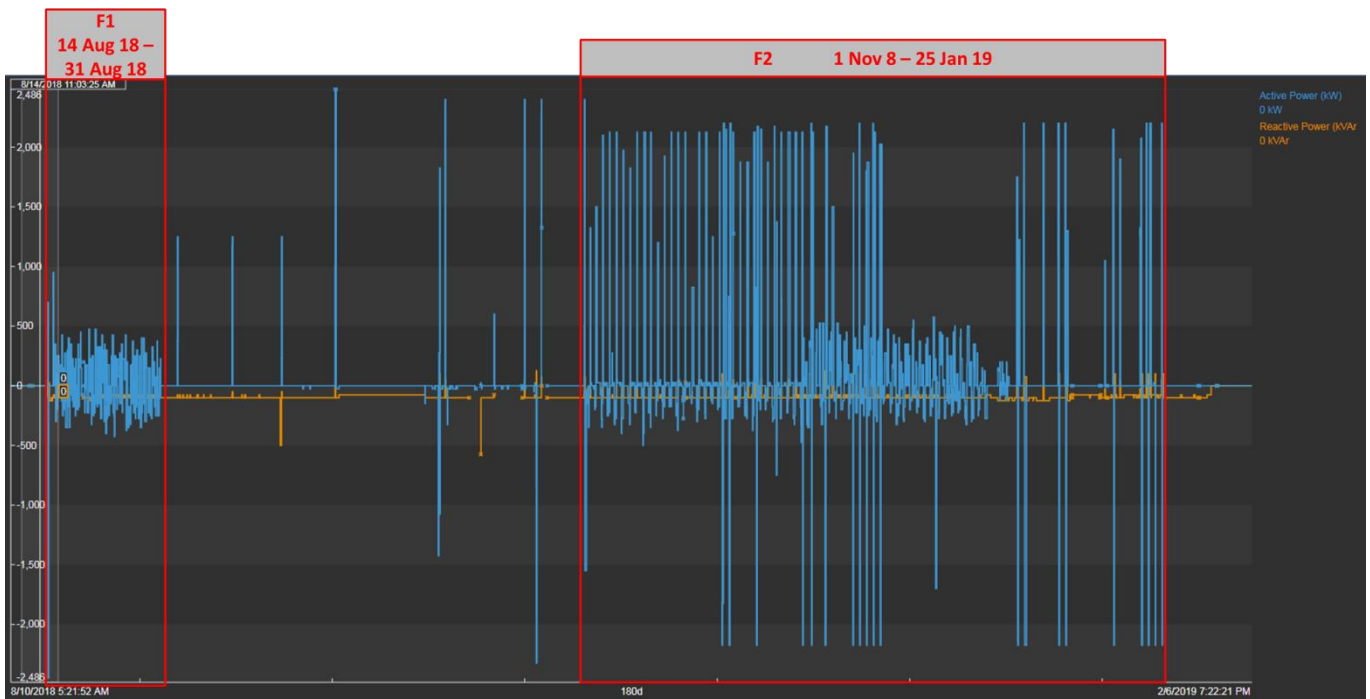 F1
14 Aug 18 –
31 Aug 18
F2 1 Nov 8 – 25 Jan 19
8/14/2018 11:03:25 AM
2,486
2,000
1,500
1,000
500
0
-500
-1,000
-1,500
-2,000
-2,486
0
0
Active Power (kW)
0 kW
Reactive Power (kVAr
0 kVAr
8/10/2018 5:21:52 AM 180d 2/6/2019 7:22:21 PM